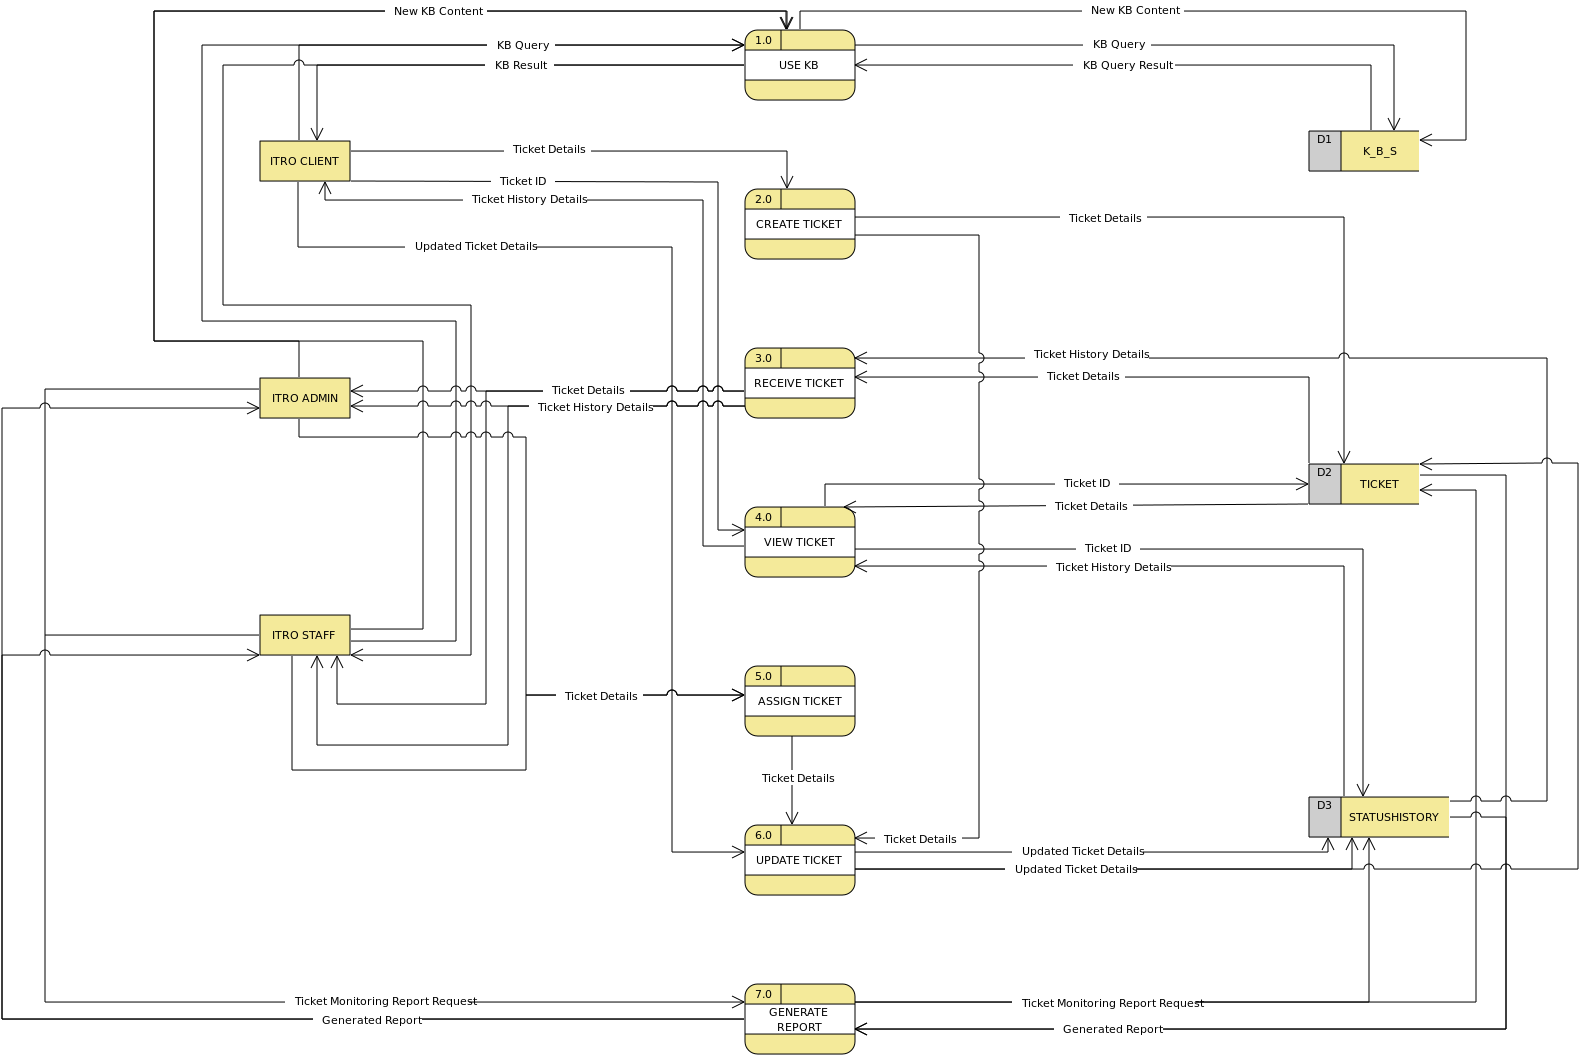 New KB Content
New KB Content
1.0
KB Query
KB Query
USE KB
KB Result
KB Query Result
D1
K_B_S
ITRO CLIENT
Ticket Details
Ticket ID
Ticket History Details
2.0
CREATE TICKET
Ticket Details
Updated Ticket Details
3.0
Ticket History Details
RECEIVE TICKET
Ticket Details
ITRO ADMIN
Ticket Details
Ticket History Details
D2
TICKET
Ticket ID
Ticket Details
4.0
VIEW TICKET
Ticket ID
Ticket History Details
ITRO STAFF
5.0
Ticket Details
ASSIGN TICKET
Ticket Details
D3
STATUSHISTORY
6.0
Ticket Details
UPDATE TICKET
Updated Ticket Details
Updated Ticket Details
7.0
Ticket Monitoring Report Request
GENERATE
REPORT
Ticket Monitoring Report Request
Generated Report
Generated Report